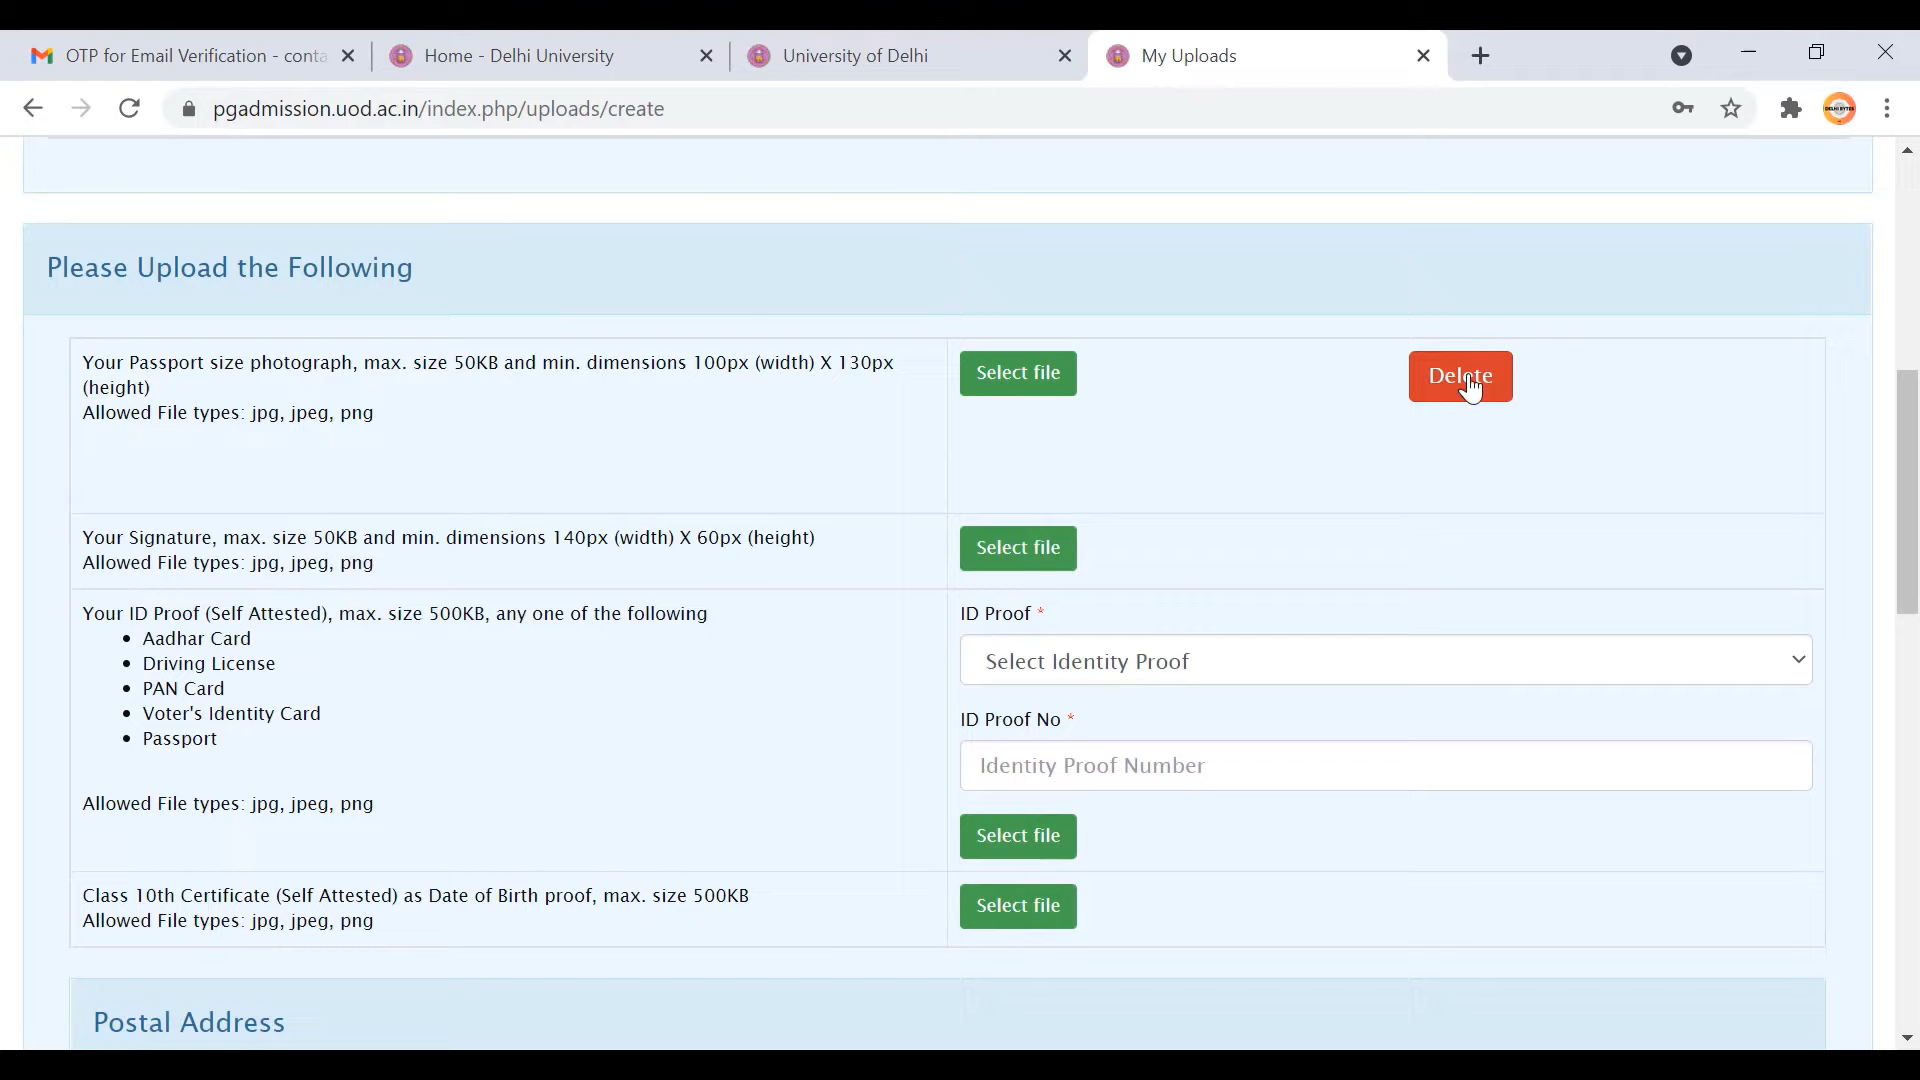 OTP for Email Verification - conta
Home - Delhi University
University of Delhi
My Uploads
pgadmission.uod.ac.in/index.php/uploads/create
Please Upload the Following
Your Passport size photograph, max. size 50KB and min. dimensions 100px (width) X 130px
(height)
Allowed File types: jpg, jpeg, png
Select file
Delete
Your Signature, max. size 50KB and min. dimensions 140px (width) X 60px (height)
Allowed File types: jpg, jpeg, png
Select file
Your ID Proof (Self Attested), max. size 500KB, any one of the following
• Aadhar Card
• Driving License
• PAN Card
• Voter's Identity Card
• Passport
Allowed File types: jpg, jpeg, png
ID Proof *
Select Identity Proof
ID Proof No *
Identity Proof Number
Select file
Class 10th Certificate (Self Attested) as Date of Birth proof, max. size 500KB
Allowed File types: jpg, jpeg, png
Select file
Postal Address